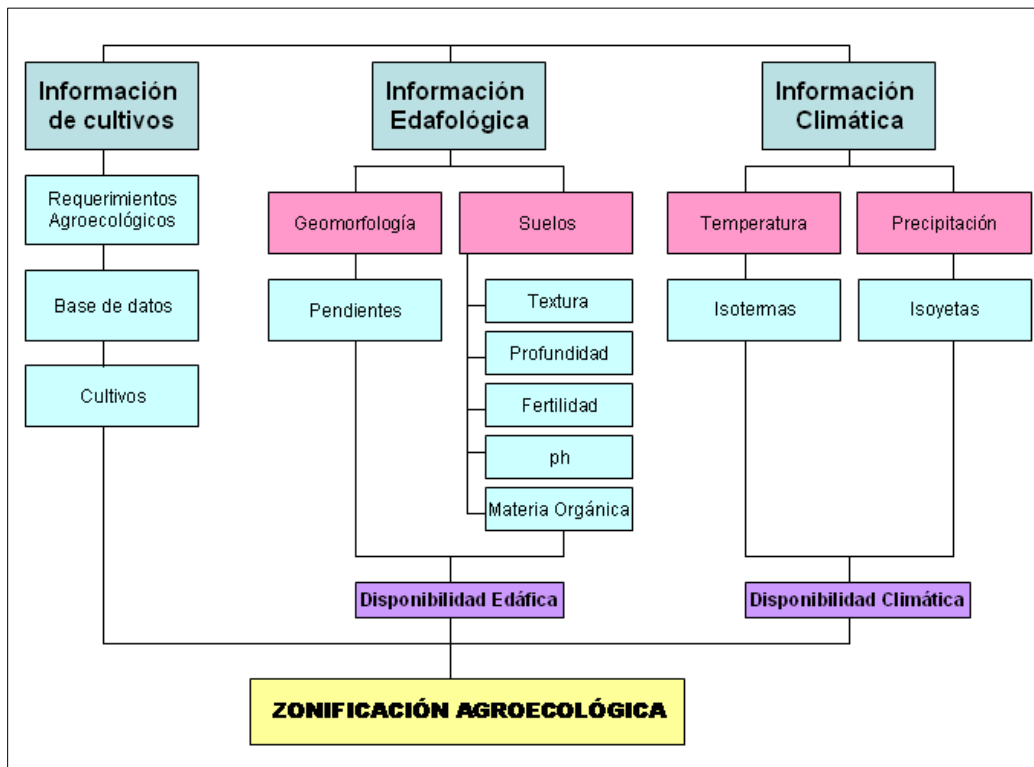 Información
de cultivos
Información
Edafológica
Información
Climática
Requerimientos
Agroecológicos
Geomorfología
Suelos
Temperatura
Precipitación
Base de datos
Pendientes
Textura
Isotermas
Isoyetas
Profundidad
Cultivos
Fertilidad
ph
Materia Orgánica
Disponibilidad Edáfica
Disponibilidad Climática
ZONIFICACIÓN AGROECOLÓGICA